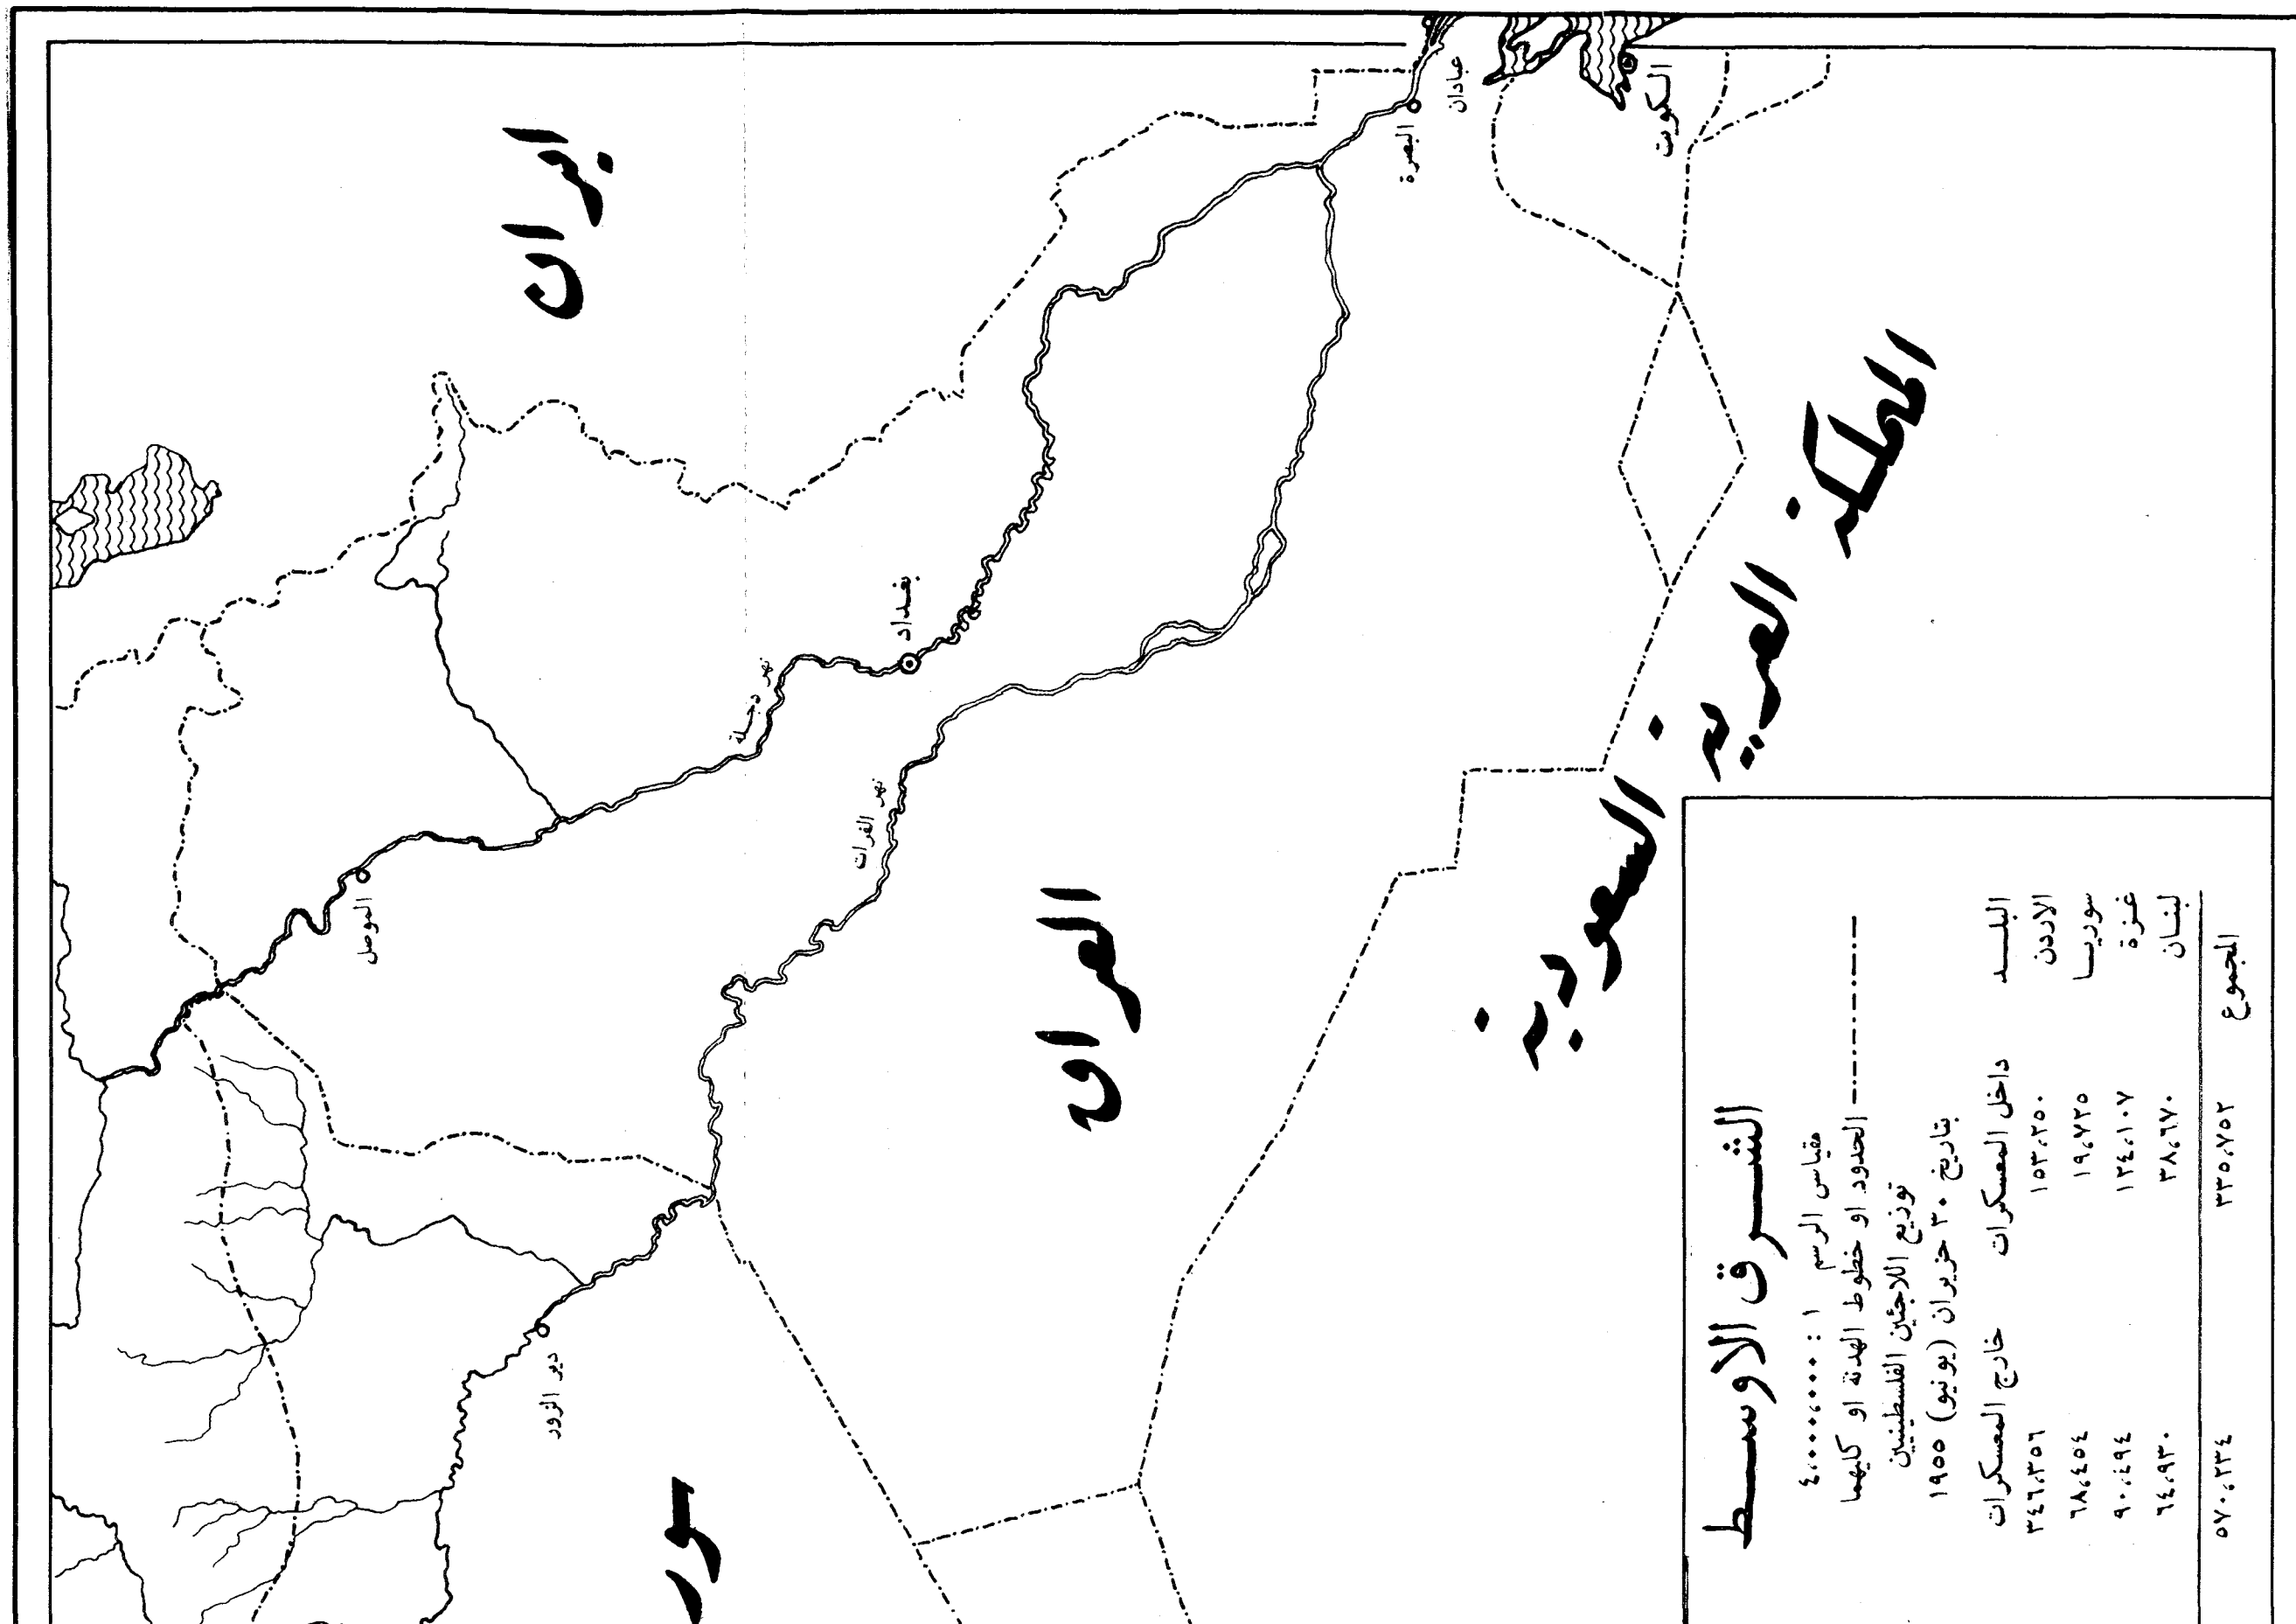 ايران
عبادان
البصرة
الكويت
بغداد
نهر دجلة
نهر الفرات
الموصل
العراق
المملكة العربية السعودية
دير الزور
سور
الشرق الاوسط
مقياس الرسم ١ : ٤،٠٠٠،٠٠٠
الحدود او خطوط الهدنة او كليهما
توزيع اللاجئين الفلسطينيين
بتاريخ ٣٠ حزيران (يونيو) ١٩٥٥
البلد داخل المعسكرات خارج المعسكرات
الاردن ١٥٣،٢٥٠ ٣٤٦،٣٥٦
سوريا ١٩،٧٢٥ ٦٨،٤٥٤
غزة ١٢٤،١٠٧ ٩٠،٤٩٤
لبنان ٣٨،٦٧٠ ٦٤،٩٣٠
المجموع ٣٣٥،٧٥٢ ٥٧٠،٢٣٤